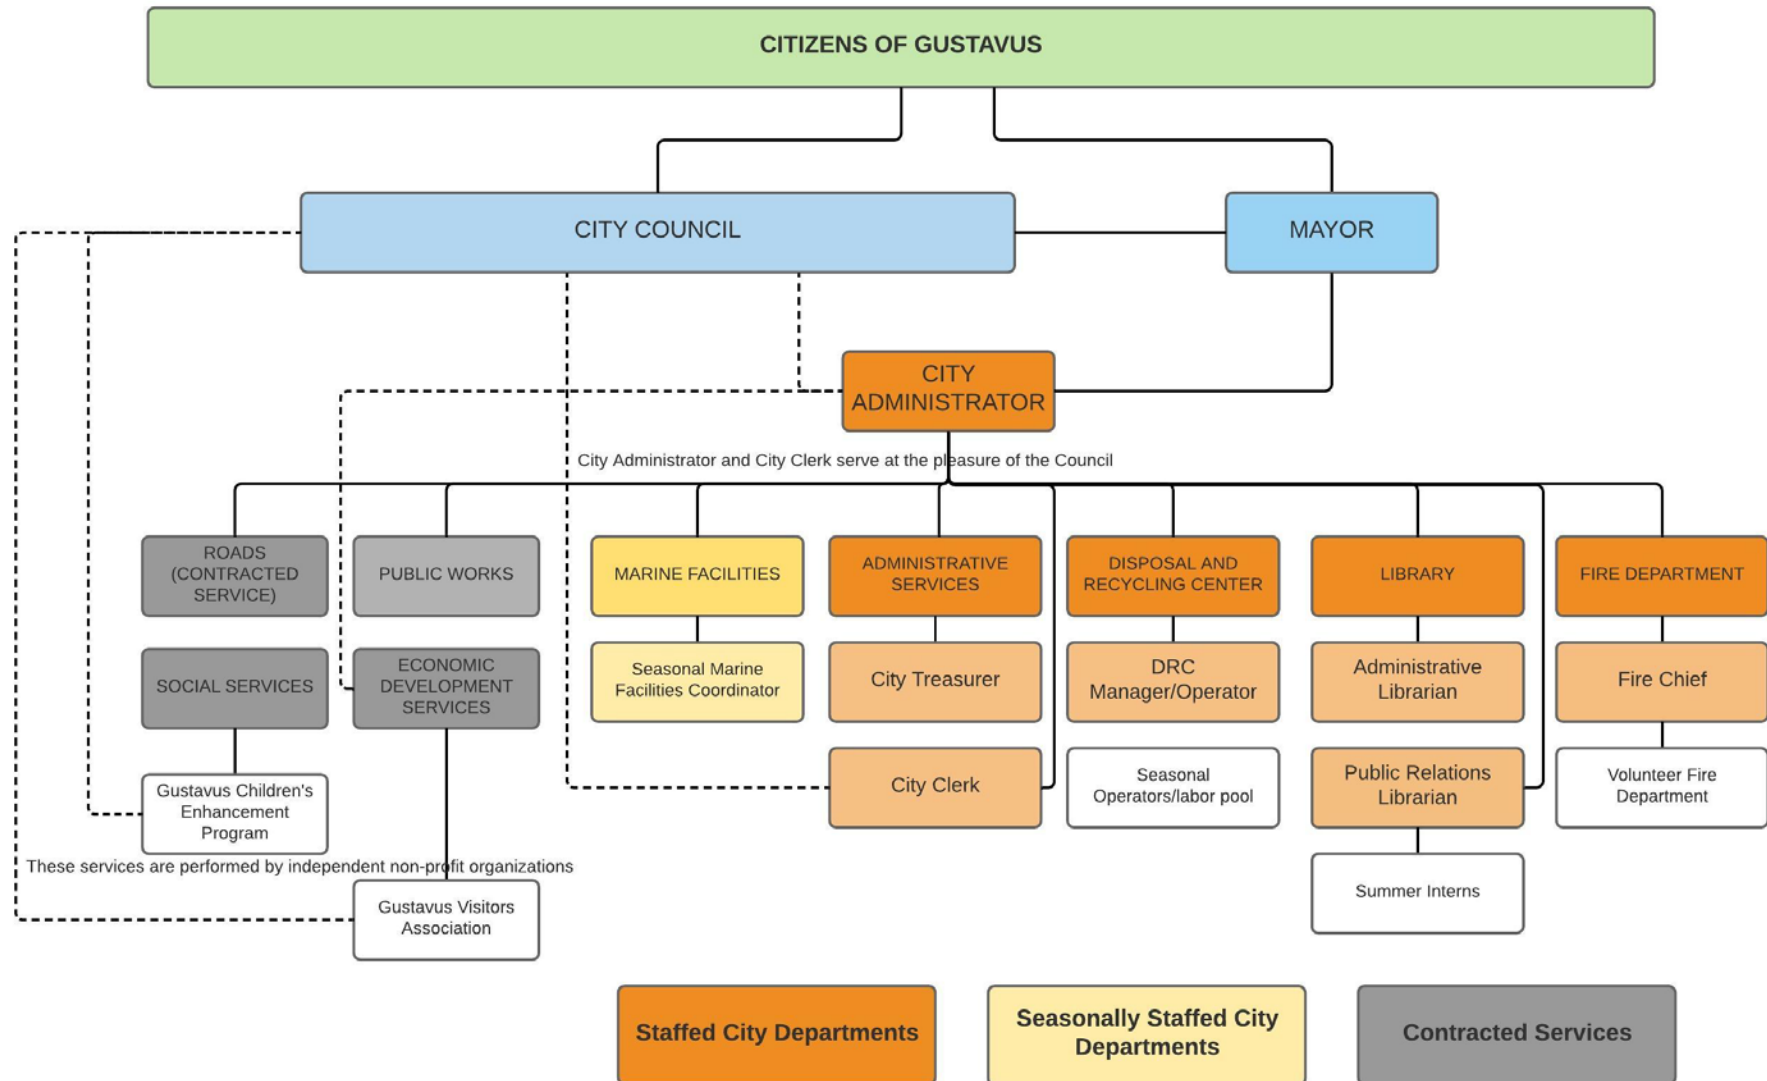 CITIZENS OF GUSTAVUS
CITY COUNCIL
MAYOR
CITY
ADMINISTRATOR
City Administrator and City Clerk serve at the pleasure of the Council
ROADS
(CONTRACTED
SERVICE)
PUBLIC WORKS
MARINE FACILITIES
ADMINISTRATIVE
SERVICES
DISPOSAL AND
RECYCLING CENTER
LIBRARY
FIRE DEPARTMENT
SOCIAL SERVICES
ECONOMIC
DEVELOPMENT
SERVICES
Seasonal Marine
Facilities Coordinator
City Treasurer
DRC
Manager/Operator
Administrative
Librarian
Fire Chief
Gustavus Children's
Enhancement
Program
City Clerk
Seasonal
Operators/labor pool
Public Relations
Librarian
Volunteer Fire
Department
These services are performed by independent non-profit organizations
Gustavus Visitors
Association
Summer Interns
Staffed City Departments
Seasonally Staffed City
Departments
Contracted Services